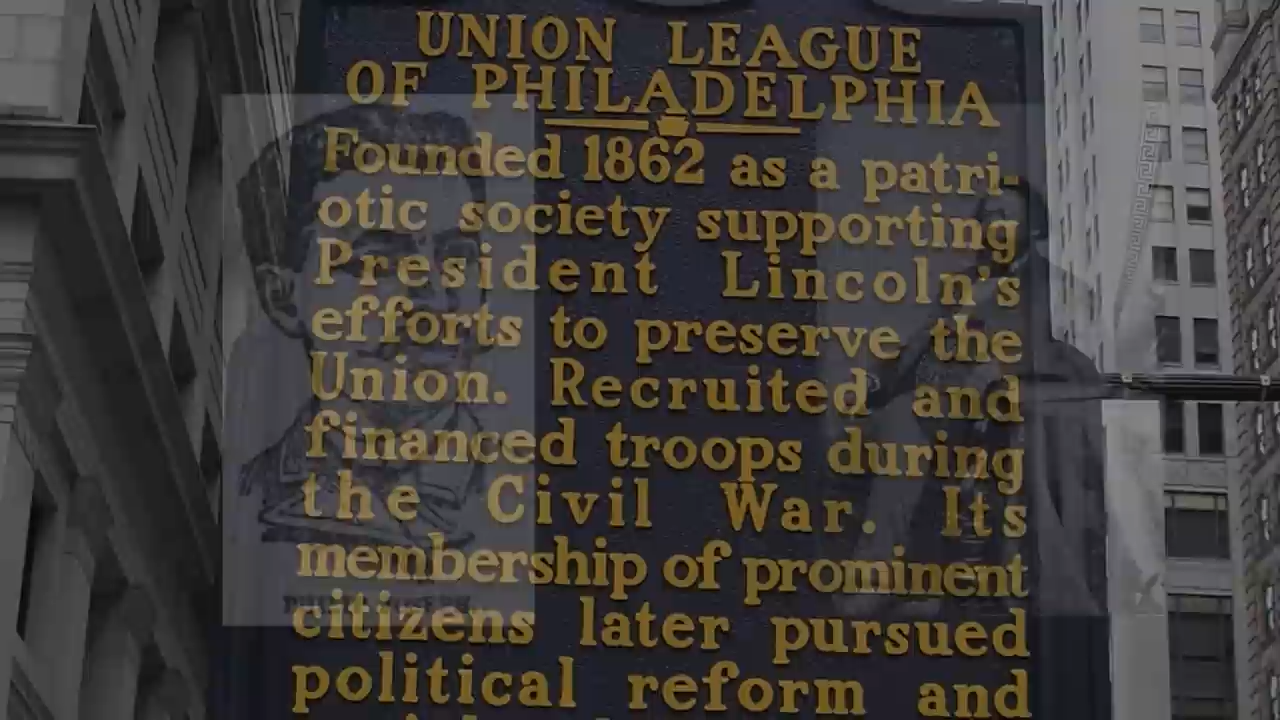 UNION LEAGUE
OF PHILADELPHIA
Founded 1862 as a patri-
otic society supporting
President Lincoln's
efforts to preserve the
Union. Recruited and
financed troops during
the Civil War. Its
membership of prominent
citizens later pursued
political reform and